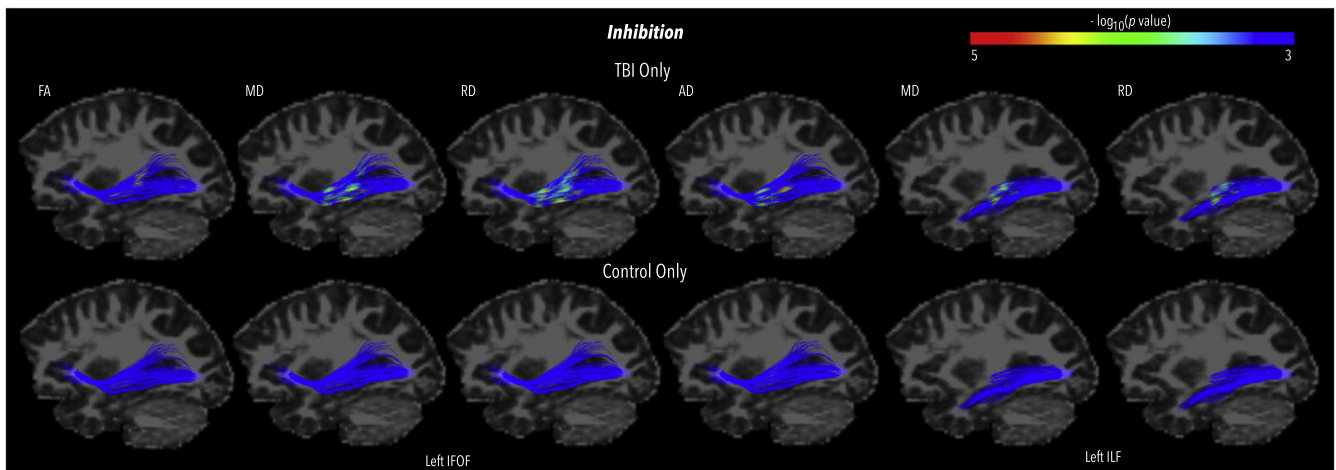 Inhibition
- log10(p value)
5 3
TBI Only
FA MD RD AD MD RD
Control Only
Left IFOF Left ILF